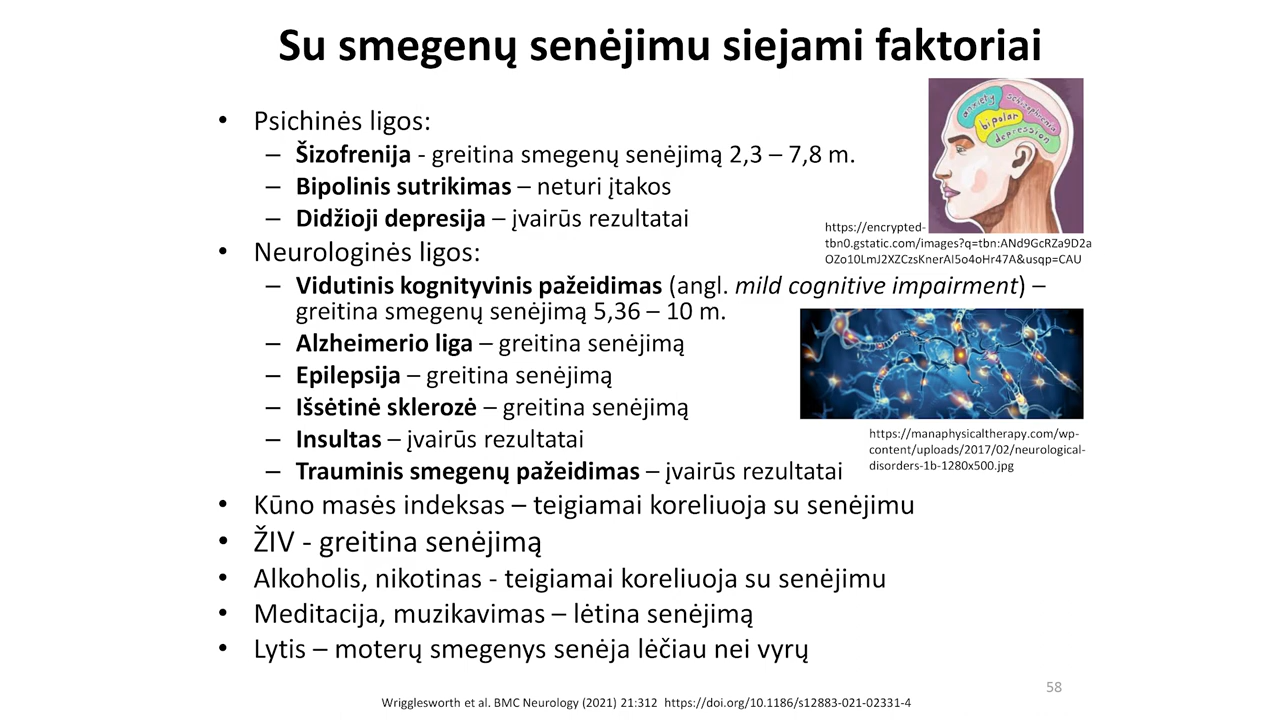 Su smegenų senėjimu siejami faktoriai
• Psichinės ligos:
– Šizofrenija - greitina smegenų senėjimą 2,3 – 7,8 m.
– Bipolinis sutrikimas – neturi įtakos
– Didžioji depresija – įvairūs rezultatai
anxiety
schizophrenia
bipolar
depression
https://encrypted-
tbn0.gstatic.com/images?q=tbn:ANd9GcRZa9D2a
OZo10LmJ2XZCzsKnerAI5o4oHr47A&usqp=CAU
• Neurologinės ligos:
– Vidutinis kognityvinis pažeidimas (angl. mild cognitive impairment) –
greitina smegenų senėjimą 5,36 – 10 m.
– Alzheimerio liga – greitina senėjimą
– Epilepsija – greitina senėjimą
– Išsėtinė sklerozė – greitina senėjimą
– Insultas – įvairūs rezultatai
– Trauminis smegenų pažeidimas – įvairūs rezultatai
https://manaphysicaltherapy.com/wp-
content/uploads/2017/02/neurological-
disorders-1b-1280x500.jpg
• Kūno masės indeksas – teigiamai koreliuoja su senėjimu
• ŽIV - greitina senėjimą
• Alkoholis, nikotinas - teigiamai koreliuoja su senėjimu
• Meditacija, muzikavimas – lėtina senėjimą
• Lytis – moterų smegenys senėja lėčiau nei vyrų
58
Wrigglesworth et al. BMC Neurology (2021) 21:312 https://doi.org/10.1186/s12883-021-02331-4